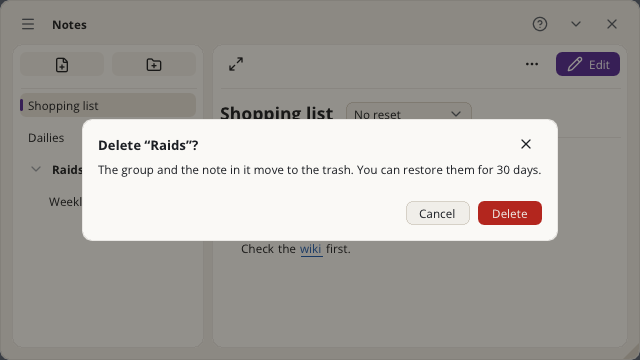 Notes
Edit
Shopping list
Shopping list
No reset
Dailies
Raids
Delete “Raids”?
The group and the note in it move to the trash. You can restore them for 30 days.
Cancel
Delete
Check the wiki first.